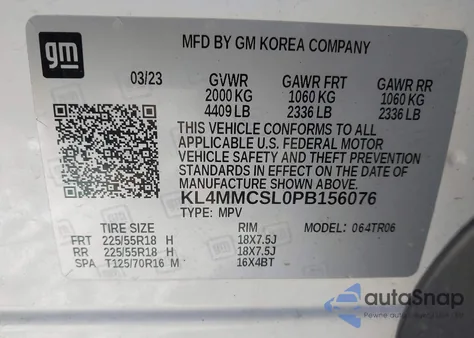 gm
MFD BY GM KOREA COMPANY
03/23 GVWR GAWR FRT GAWR RR
2000 KG 1060 KG 1060 KG
4409 LB 2336 LB 2336 LB
THIS VEHICLE CONFORMS TO ALL
APPLICABLE U.S. FEDERAL MOTOR
VEHICLE SAFETY AND THEFT PREVENTION
STANDARDS IN EFFECT ON THE DATE OF
MANUFACTURE SHOWN ABOVE.
KL4MMCSL0PB156076
TYPE: MPV
TIRE SIZE RIM MODEL: 064TR06
FRT 225/55R18 H 18X7.5J
RR 225/55R18 H 18X7.5J
SPA T125/70R16 M 16X4BT
autoSnap
Watermark